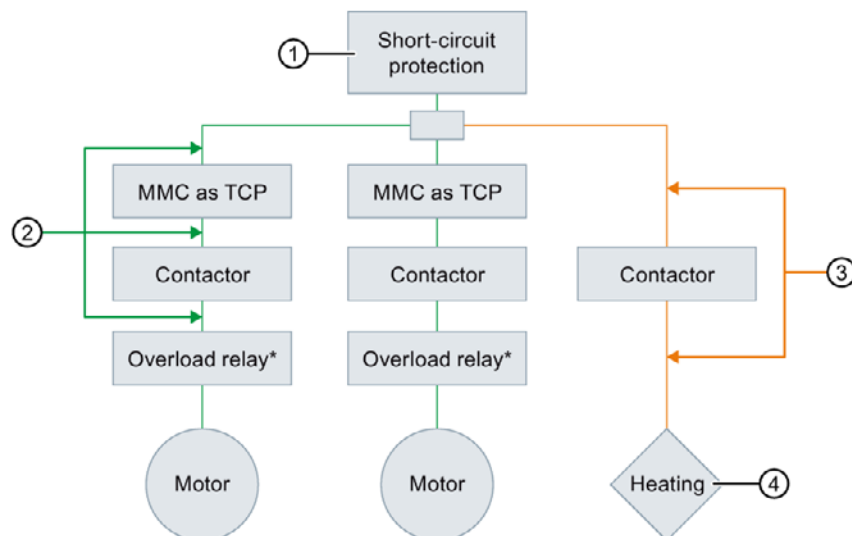 ①
Short-circuit
protection
MMC as TCP
MMC as TCP
②
Contactor
Contactor
Contactor
③
Overload relay*
Overload relay*
Motor
Motor
Heating
④